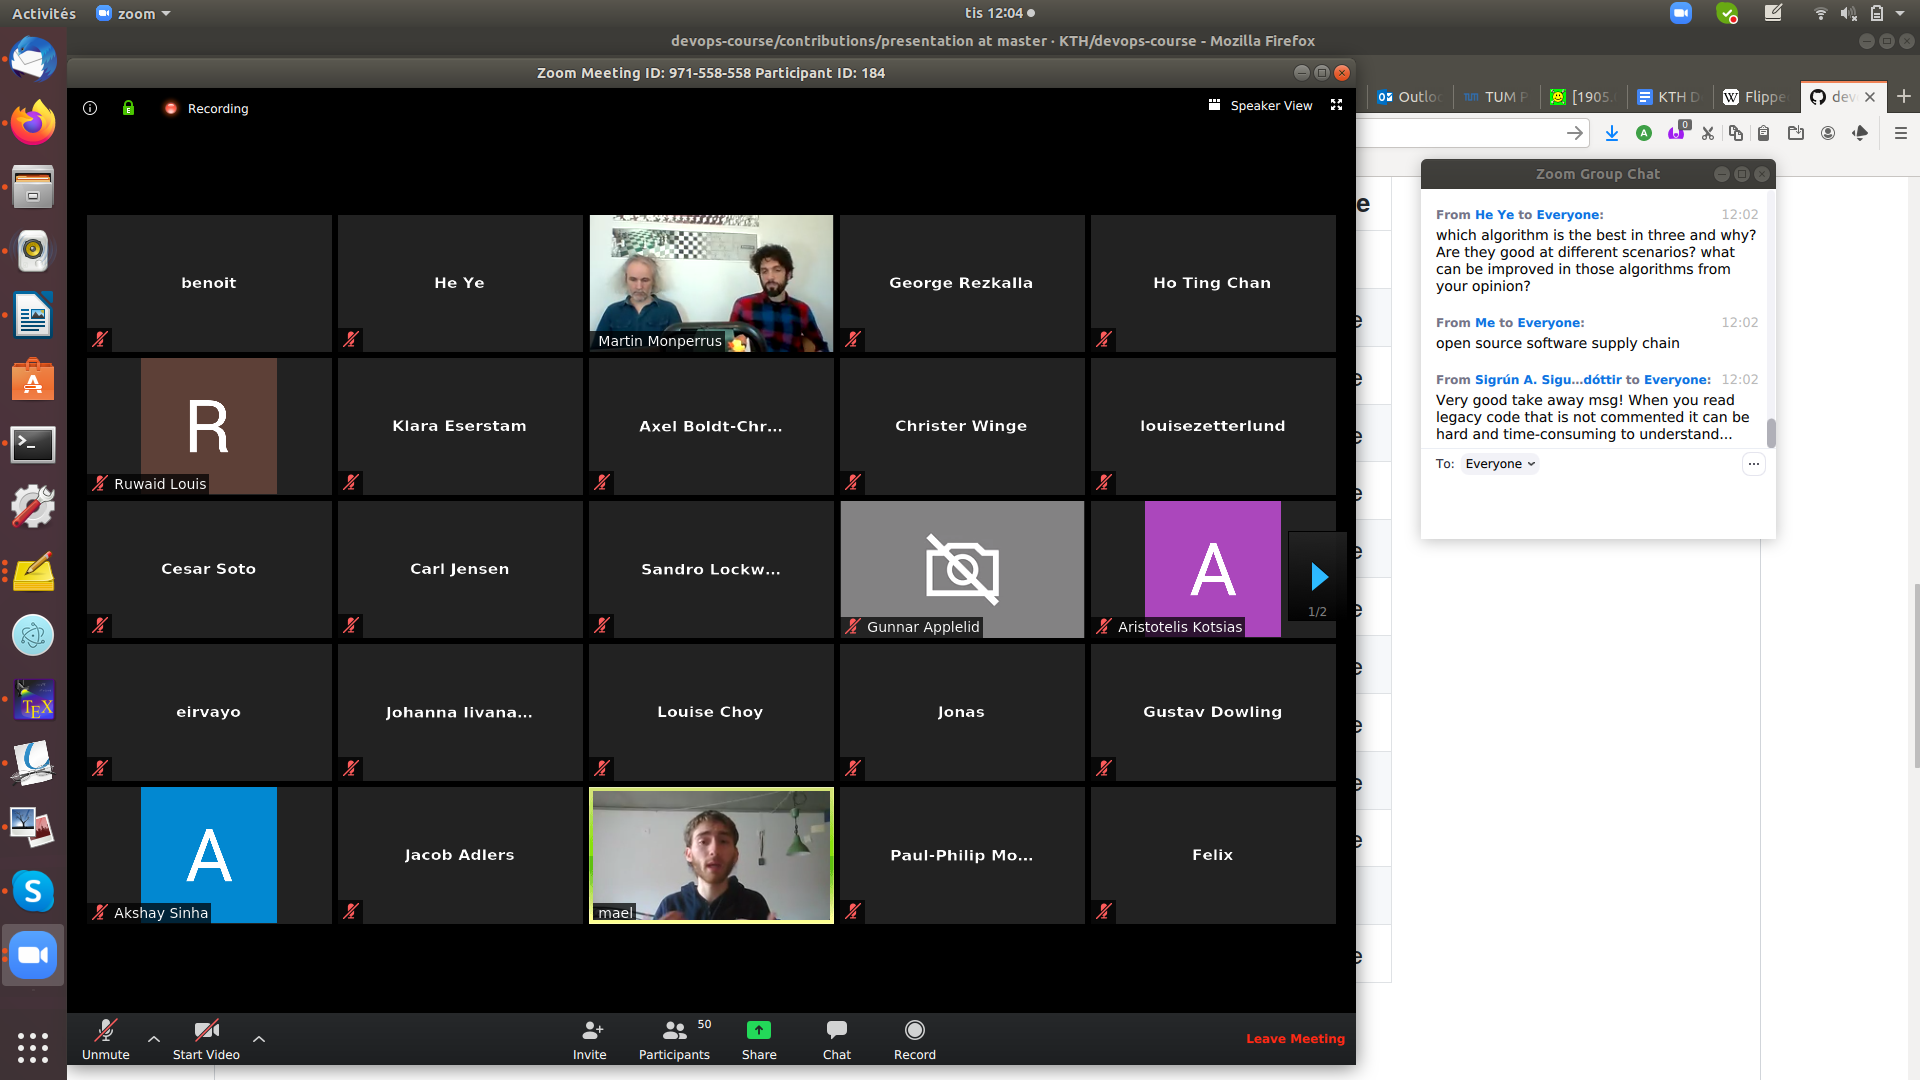 Activités
zoom
tis 12:04
devops-course/contributions/presentation at master · KTH/devops-course - Mozilla Firefox
Zoom Meeting ID: 971-558-558 Participant ID: 184
Recording
Speaker View
Outlo
TUM P
[1905.
KTH D
Flippe
dev
0
e
benoit
He Ye
Martin Monperrus
George Rezkalla
Ho Ting Chan
R
Ruwaid Louis
Klara Eserstam
Axel Boldt-Chr...
Christer Winge
louisezetterlund
Cesar Soto
Carl Jensen
Sandro Lockw...
Gunnar Applelid
A
Aristotelis Kotsias
1/2
eirvayo
Johanna Iivana...
Louise Choy
Jonas
Gustav Dowling
A
Akshay Sinha
Jacob Adlers
mael
Paul-Philip Mo...
Felix
Zoom Group Chat
From He Ye to Everyone: 12:02
which algorithm is the best in three and why?
Are they good at different scenarios? what
can be improved in those algorithms from
your opinion?
From Me to Everyone: 12:02
open source software supply chain
From Sigrún A. Sigu...dóttir to Everyone: 12:02
Very good take away msg! When you read
legacy code that is not commented it can be
hard and time-consuming to understand...
To: Everyone
Unmute
Start Video
Invite
50
Participants
Share
Chat
Record
Leave Meeting